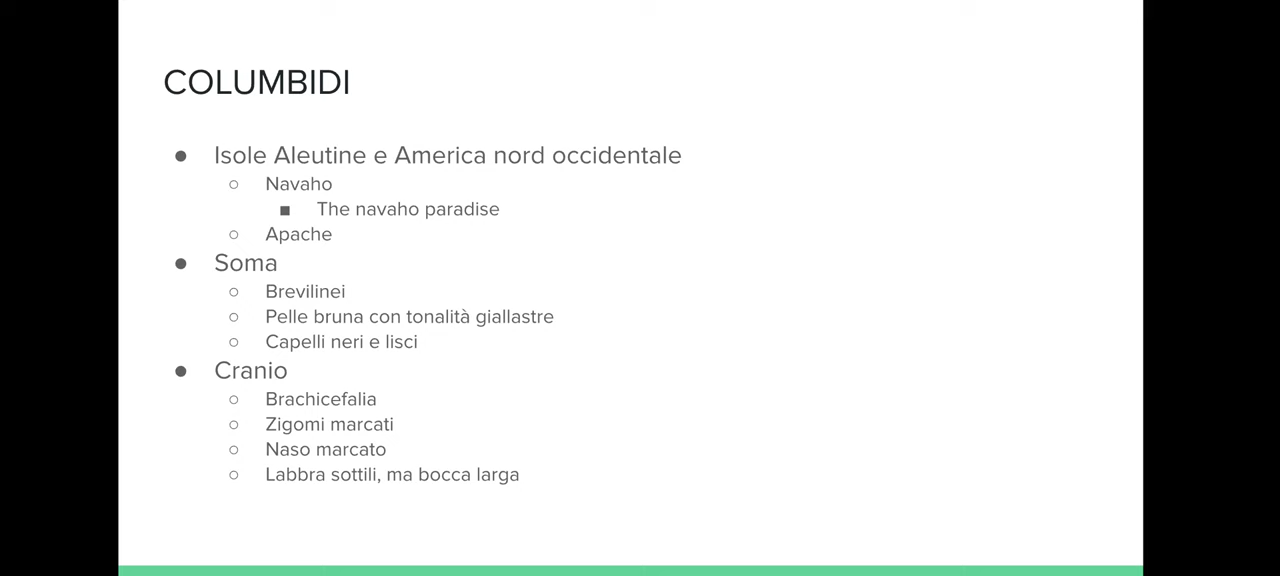 COLUMBIDI
Isole Aleutine e America nord occidentale
Navaho
The navaho paradise
Apache
Soma
Brevilinei
Pelle bruna con tonalità giallastre
Capelli neri e lisci
Cranio
Brachicefalia
Zigomi marcati
Naso marcato
Labbra sottili, ma bocca larga